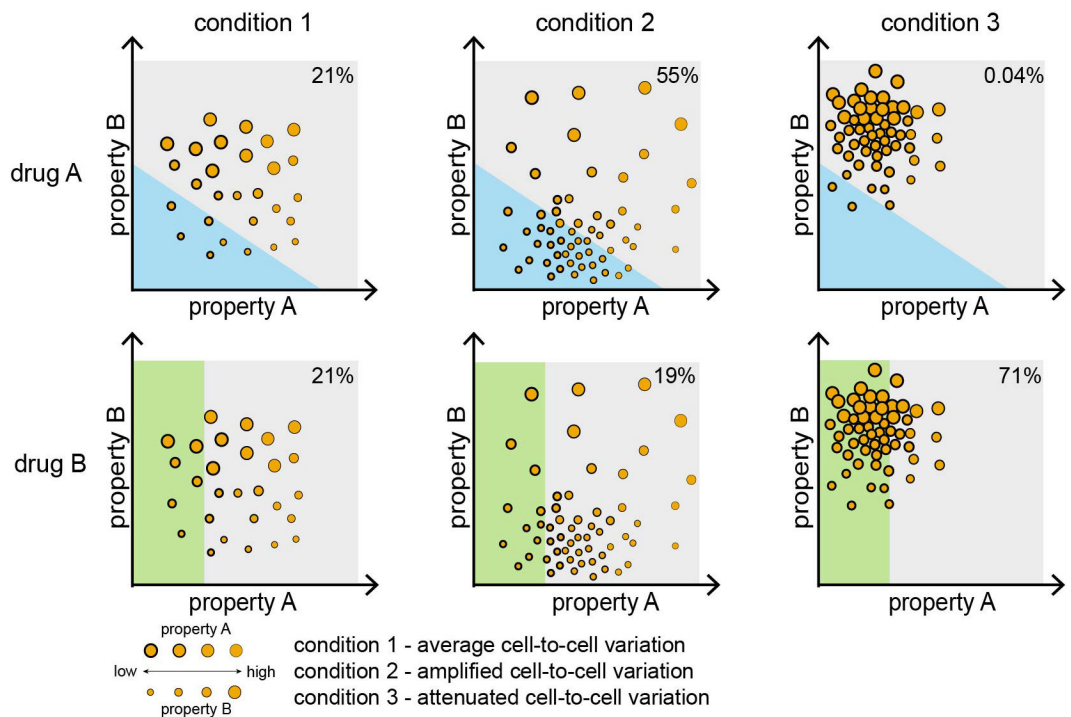 condition 1
condition 2
condition 3
drug A
property B
21%
property A
property B
55%
property A
property B
0.04%
property A
drug B
property B
21%
property A
property B
19%
property A
property B
71%
property A
property A
low
high
property B
condition 1 - average cell-to-cell variation
condition 2 - amplified cell-to-cell variation
condition 3 - attenuated cell-to-cell variation